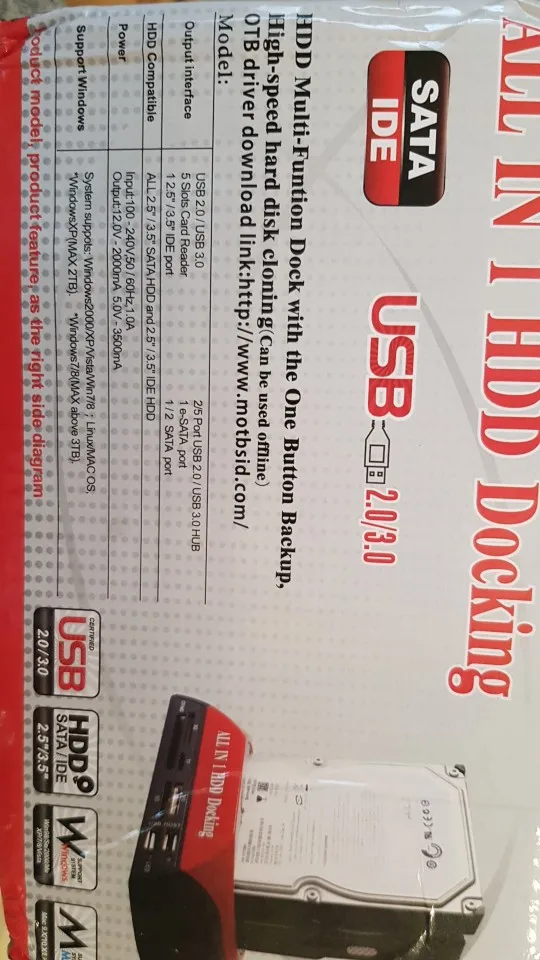 ALL IN 1 HDD Docking
SATA
IDE
USB 2.0/3.0
HDD Multi-Funtion Dock with the One Button Backup,
High-speed hard disk cloning(Can be used offline)
OTB driver download link:http://www.motbsid.com/
Model:
Output interface
USB 2.0 / USB 3.0
5 Slots Card Reader
1 2.5" / 3.5" IDE port
2/5 Port USB 2.0 / USB 3.0 HUB
1 e-SATA port
1 / 2 SATA port
HDD Compatible
ALL 2.5" / 3.5" SATA HDD and 2.5" / 3.5" IDE HDD
Power
Input:100 - 240V,50 / 60Hz,1.0A
Output:12.0V - 2000mA 5.0V - 3500mA
Support Windows
System suppots: Windows2000/XP/Vista/Win7/8 ; Linux/MAC OS,
*WindowsXP(MAX 2TB). *Windows7/8(MAX above 3TB).
roduct model, product feature, as the right side diagram
CERTIFIED
USB
2.0/3.0
HDD
SATA / IDE
2.5"/3.5"
W
SUPPORT
SYSTEM
Windows
XP/7/8/Vista
M
ALL IN 1 HDD Docking